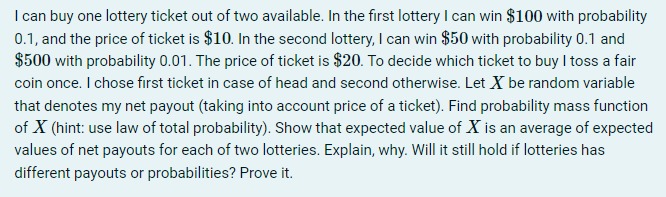 I can buy one lottery ticket out of two available. In the first lottery I can win $100 with probability
0.1, and the price of ticket is $10. In the second lottery, I can win $50 with probability 0.1 and
$500 with probability 0.01. The price of ticket is $20. To decide which ticket to buy I toss a fair
coin once. I chose first ticket in case of head and second otherwise. Let X be random variable
that denotes my net payout (taking into account price of a ticket). Find probability mass function
of X (hint: use law of total probability). Show that expected value of X is an average of expected
values of net payouts for each of two lotteries. Explain, why. Will it still hold if lotteries has
different payouts or probabilities? Prove it.